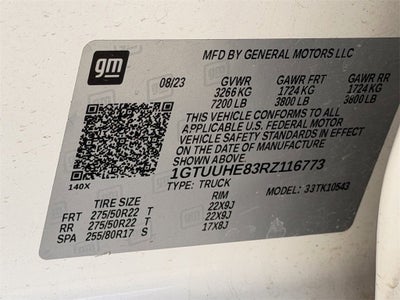 gm
MFD BY GENERAL MOTORS LLC
08/23 GVWR GAWR FRT GAWR RR
3266 KG 1724 KG 1724 KG
7200 LB 3800 LB 3800 LB
THIS VEHICLE CONFORMS TO ALL
APPLICABLE U.S. FEDERAL MOTOR
VEHICLE SAFETY STANDARDS
IN EFFECT ON THE DATE OF MANUFACTURE
SHOWN ABOVE.
1GTUUHE83RZ116773
140X TYPE: TRUCK MODEL: 33TK10543
TIRE SIZE RIM
FRT 275/50R22 T 22X9J
RR 275/50R22 T 22X9J
SPA 255/80R17 S 17X8J